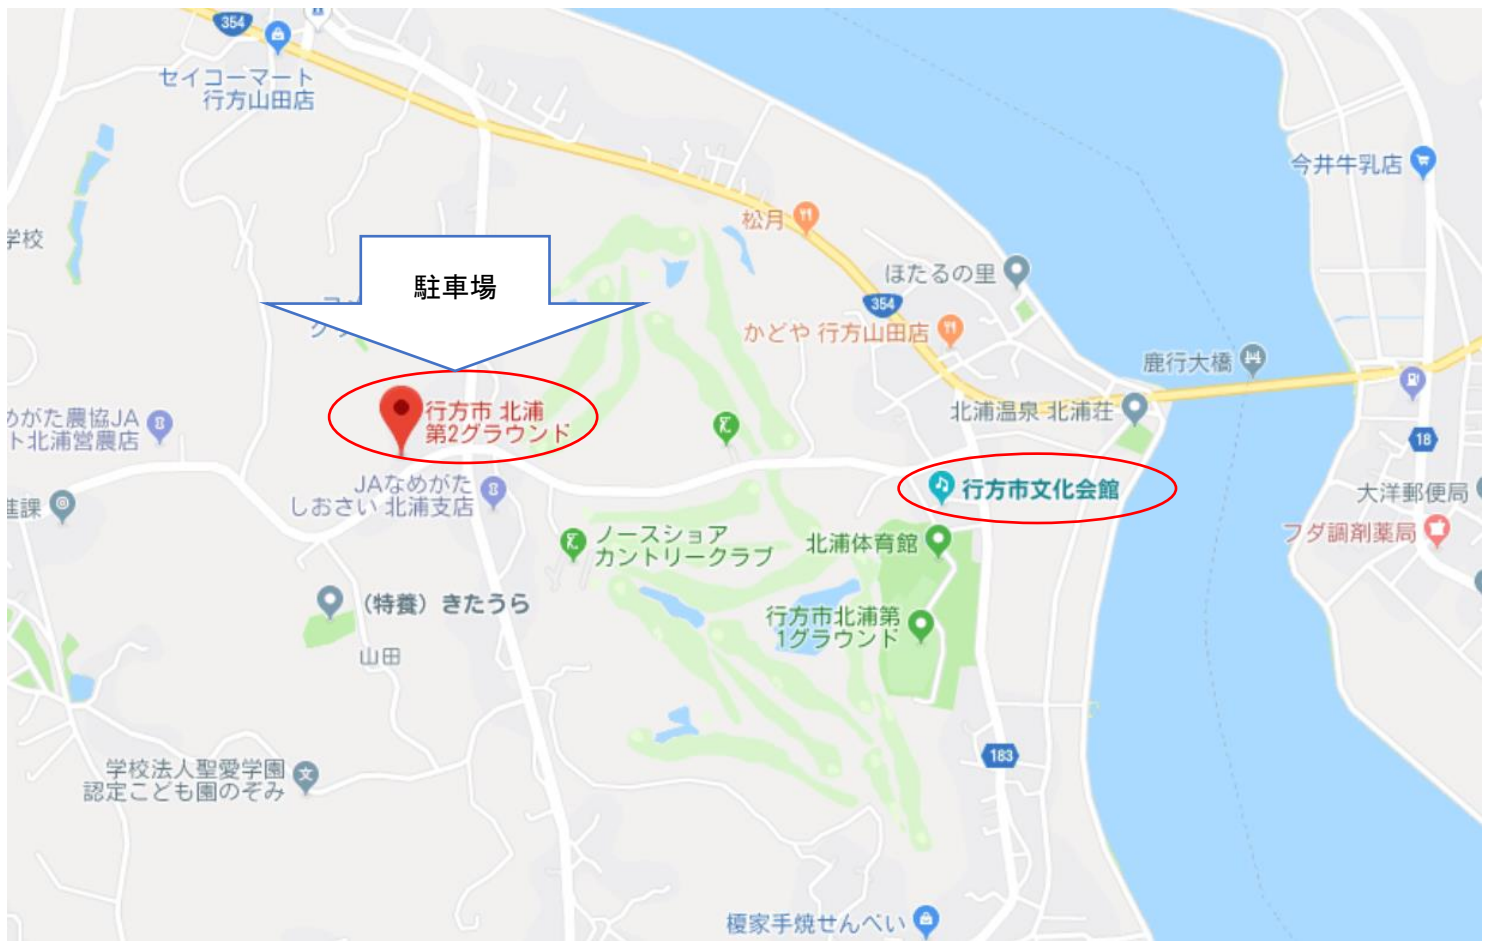 354
セイコーマート
行方山田店
今井牛乳店
松月
学校
駐車場
ほたるの里
354
かどや 行方山田店
鹿行大橋
行方市 北浦
第2グラウンド
めがた農協JA
ト北浦営農店
北浦温泉 北浦荘
18
JAなめがた
しおさい 北浦支店
行方市文化会館
大洋郵便局
進課
ノースショア
カントリークラブ
北浦体育館
フダ調剤薬局
(特養) きたうら
行方市北浦第
1グラウンド
山田
183
学校法人聖愛学園
認定こども園のぞみ
文
榎家手焼せんべい